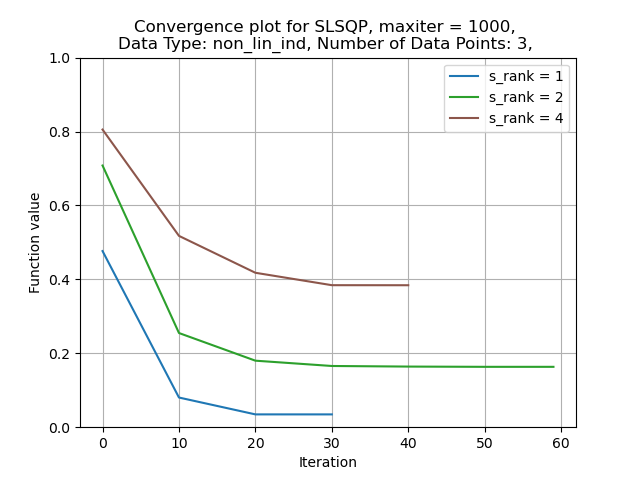 Convergence plot for SLSQP, maxiter = 1000,
Data Type: non_lin_ind, Number of Data Points: 3,
s_rank = 1
s_rank = 2
s_rank = 4
Function value
1.0
0.8
0.6
0.4
0.2
0.0
0 10 20 30 40 50 60
Iteration